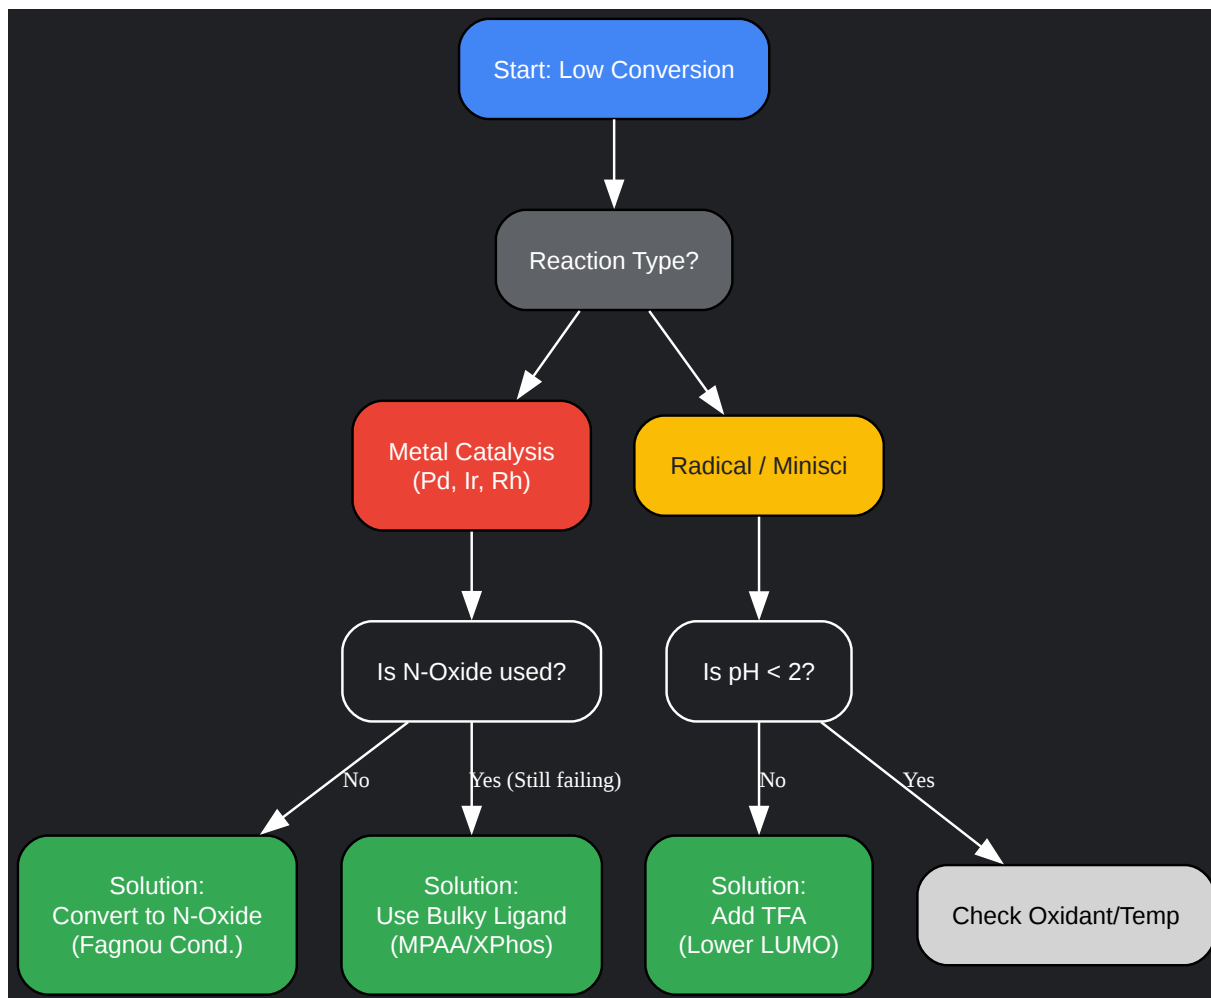 Start: Low Conversion
Reaction Type?
Metal Catalysis
(Pd, Ir, Rh)
Radical / Minisci
Is N-Oxide used?
Is pH < 2?
No
Yes (Still failing)
No
Yes
Solution:
Convert to N-Oxide
(Fagnou Cond.)
Solution:
Use Bulky Ligand
(MPAA/XPhos)
Solution:
Add TFA
(Lower LUMO)
Check Oxidant/Temp